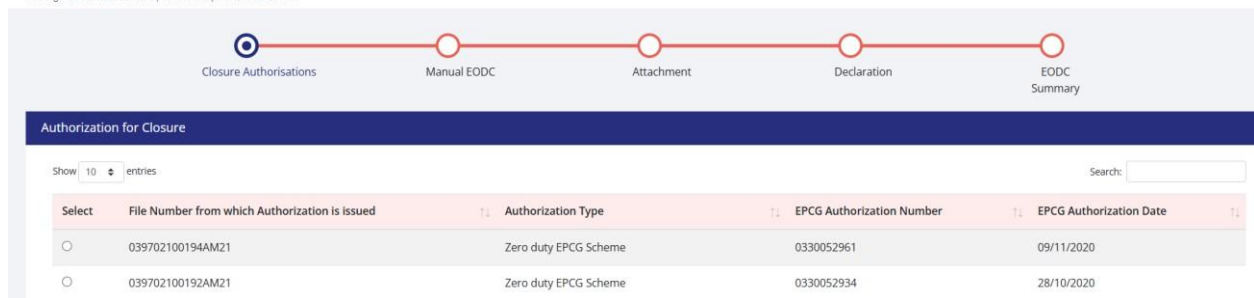 Closure Authorisations Manual EODC Attachment Declaration EODC
Summary
Authorization for Closure
Show 10 entries Search:
Select File Number from which Authorization is issued Authorization Type EPCG Authorization Number EPCG Authorization Date
039702100194AM21 Zero duty EPCG Scheme 0330052961 09/11/2020
039702100192AM21 Zero duty EPCG Scheme 0330052934 28/10/2020